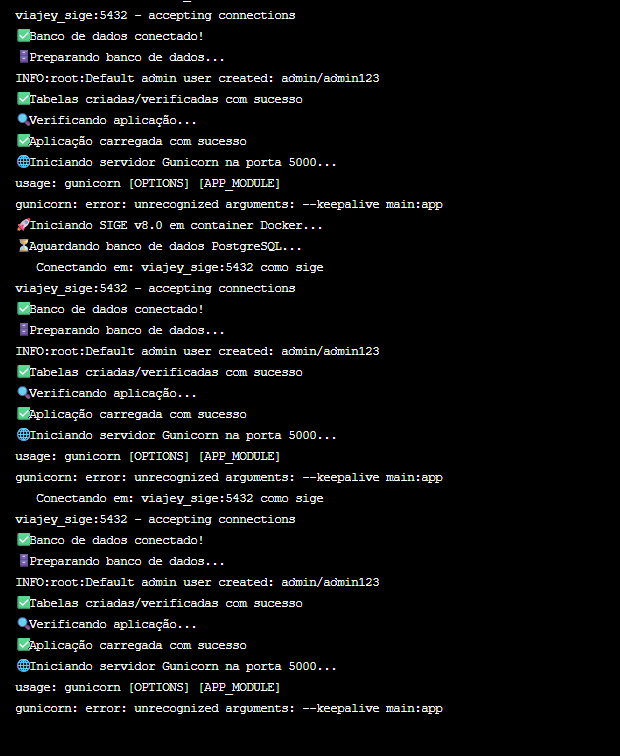 viajey_sige:5432 - accepting connections
✅Banco de dados conectado!
🗄Preparando banco de dados...
INFO:root:Default admin user created: admin/admin123
✅Tabelas criadas/verificadas com sucesso
🔍Verificando aplicação...
✅Aplicação carregada com sucesso
🌐Iniciando servidor Gunicorn na porta 5000...
usage: gunicorn [OPTIONS] [APP_MODULE]
gunicorn: error: unrecognized arguments: --keepalive main:app
🚀Iniciando SIGE v8.0 em container Docker...
⏳Aguardando banco de dados PostgreSQL...
Conectando em: viajey_sige:5432 como sige
viajey_sige:5432 - accepting connections
✅Banco de dados conectado!
🗄Preparando banco de dados...
INFO:root:Default admin user created: admin/admin123
✅Tabelas criadas/verificadas com sucesso
🔍Verificando aplicação...
✅Aplicação carregada com sucesso
🌐Iniciando servidor Gunicorn na porta 5000...
usage: gunicorn [OPTIONS] [APP_MODULE]
gunicorn: error: unrecognized arguments: --keepalive main:app
Conectando em: viajey_sige:5432 como sige
viajey_sige:5432 - accepting connections
✅Banco de dados conectado!
🗄Preparando banco de dados...
INFO:root:Default admin user created: admin/admin123
✅Tabelas criadas/verificadas com sucesso
🔍Verificando aplicação...
✅Aplicação carregada com sucesso
🌐Iniciando servidor Gunicorn na porta 5000...
usage: gunicorn [OPTIONS] [APP_MODULE]
gunicorn: error: unrecognized arguments: --keepalive main:app